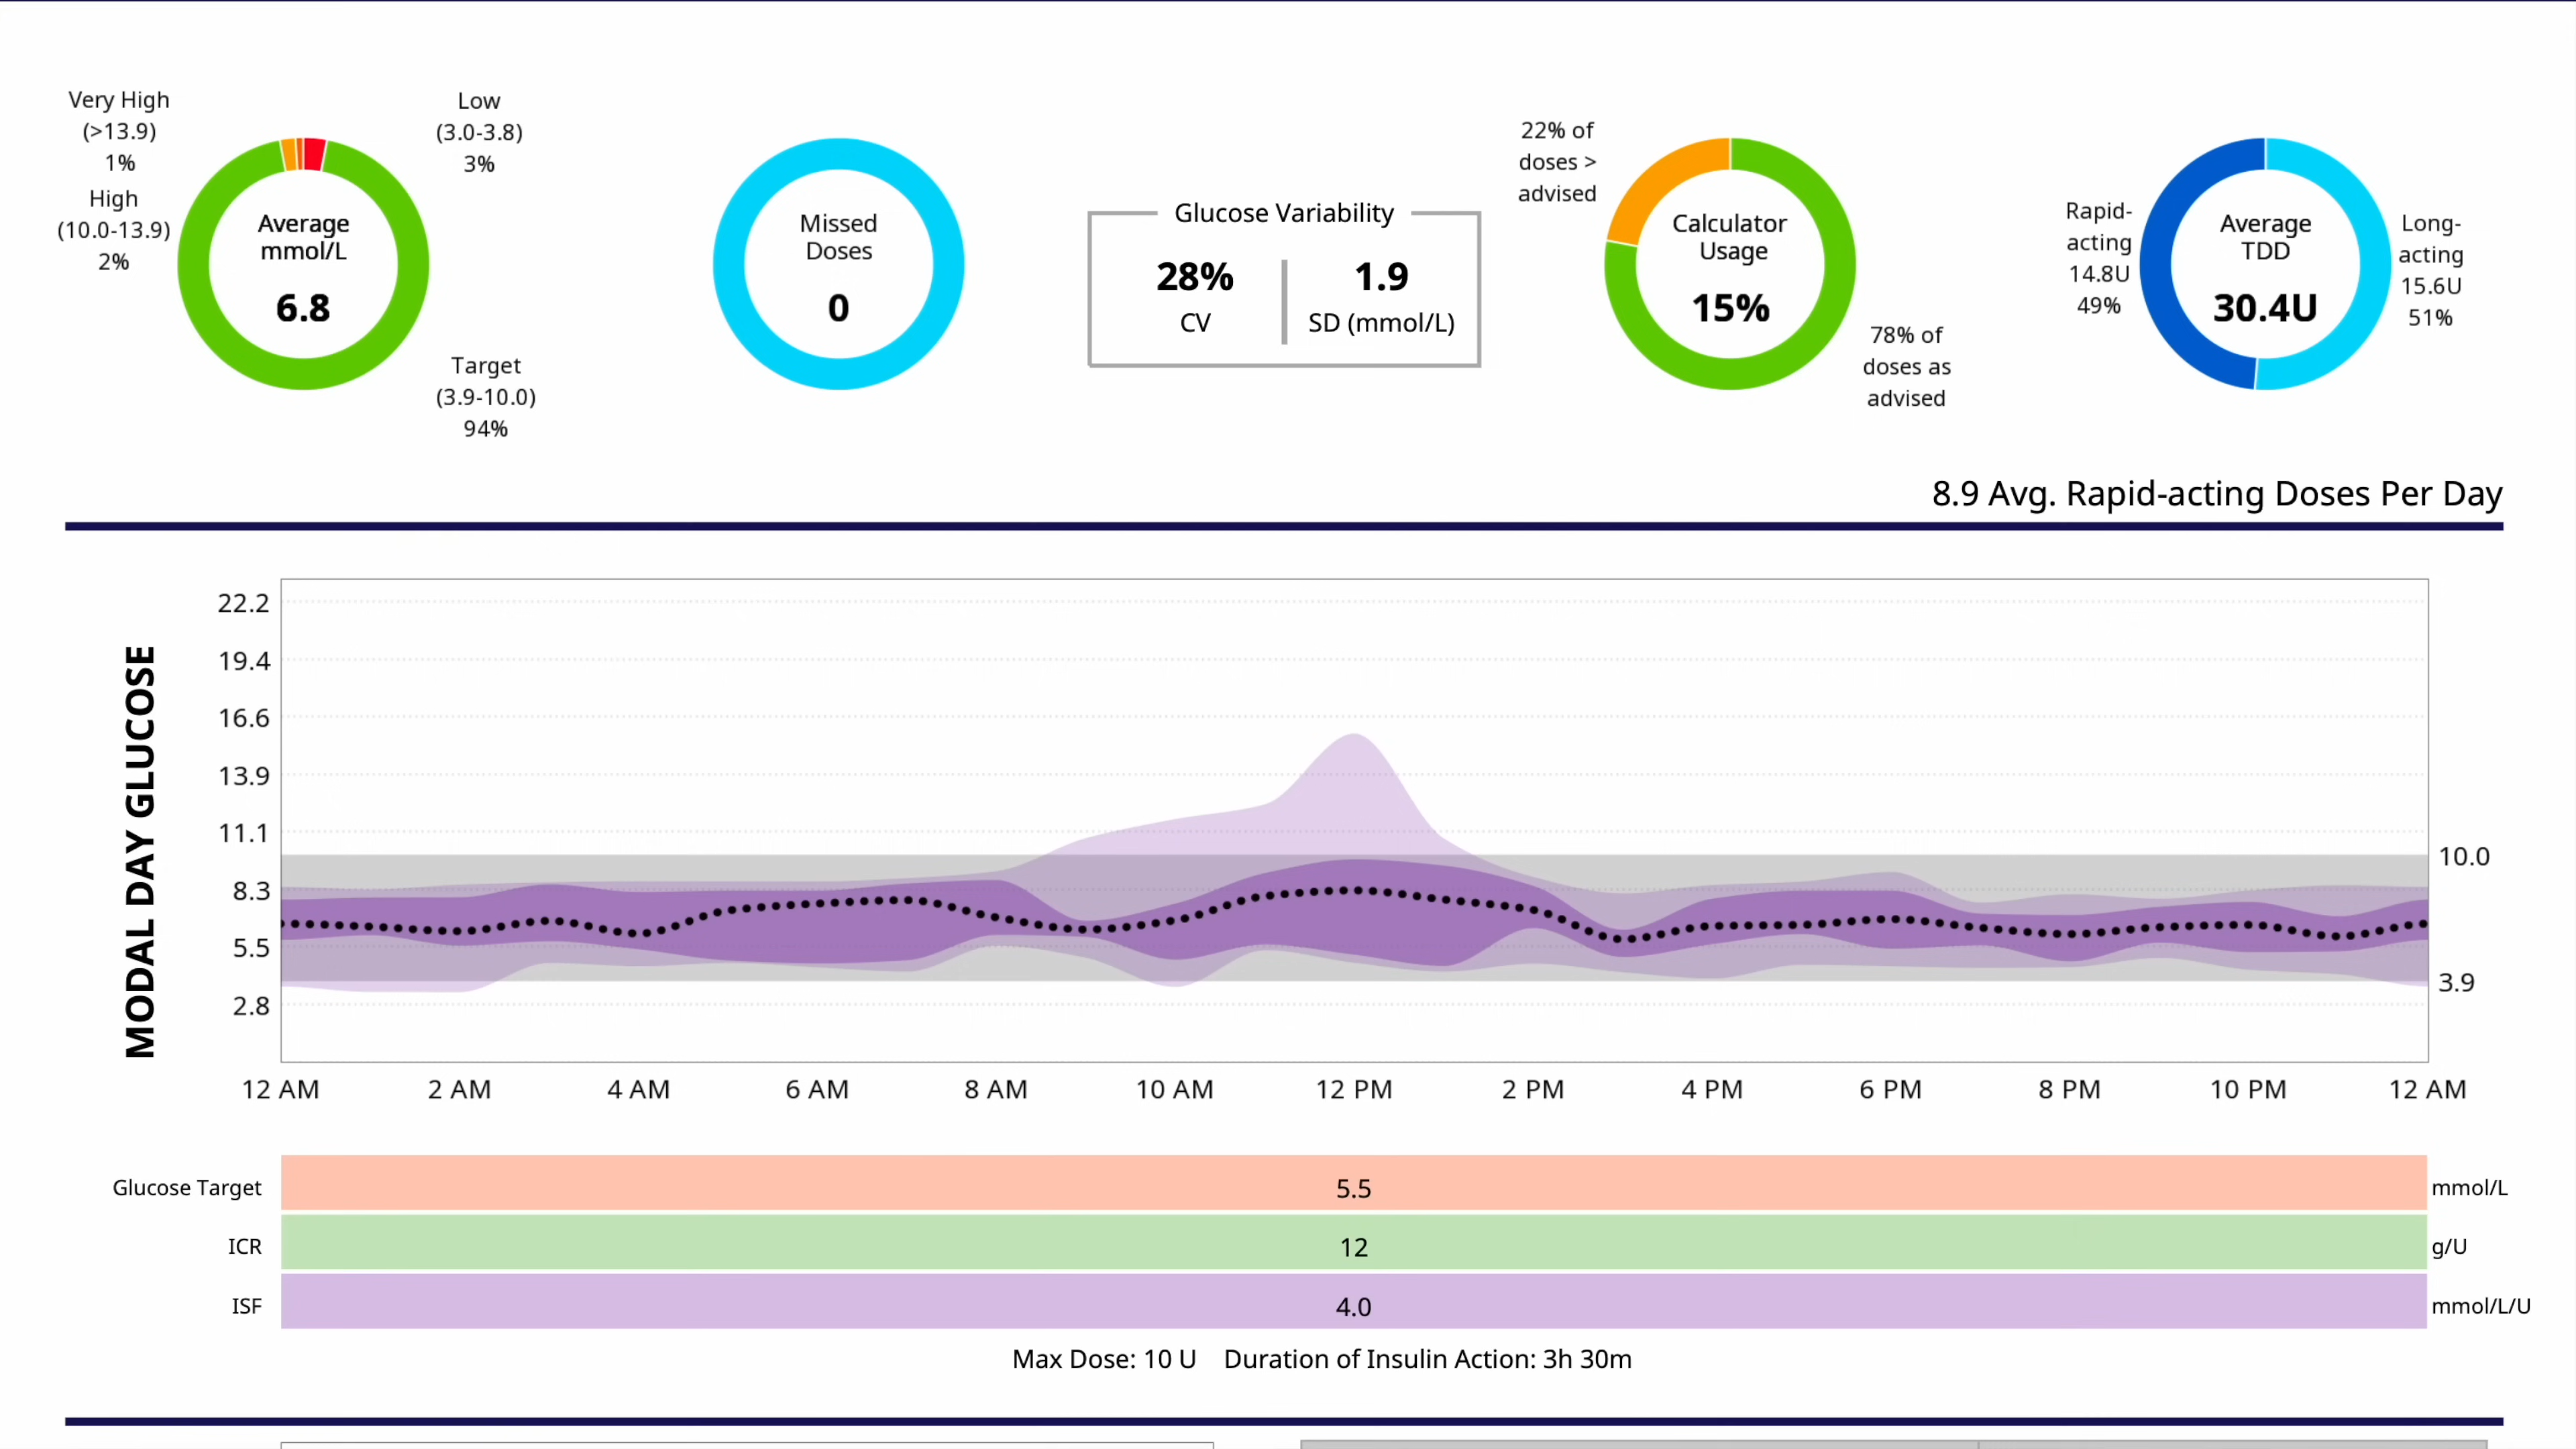 Very High
(>13.9)
1%
High
(10.0-13.9)
2%
Low
(3.0-3.8)
3%
Average
mmol/L
6.8
Target
(3.9-10.0)
94%
Missed
Doses
0
Glucose Variability
28%
CV
1.9
SD (mmol/L)
22% of
doses >
advised
Calculator
Usage
15%
78% of
doses as
advised
Rapid-
acting
14.8U
49%
Average
TDD
30.4U
Long-
acting
15.6U
51%
8.9 Avg. Rapid-acting Doses Per Day
MODAL DAY GLUCOSE
22.2
19.4
16.6
13.9
11.1
8.3
5.5
2.8
10.0
3.9
12 AM 2 AM 4 AM 6 AM 8 AM 10 AM 12 PM 2 PM 4 PM 6 PM 8 PM 10 PM 12 AM
Glucose Target 5.5 mmol/L
ICR 12 g/U
ISF 4.0 mmol/L/U
Max Dose: 10 U Duration of Insulin Action: 3h 30m